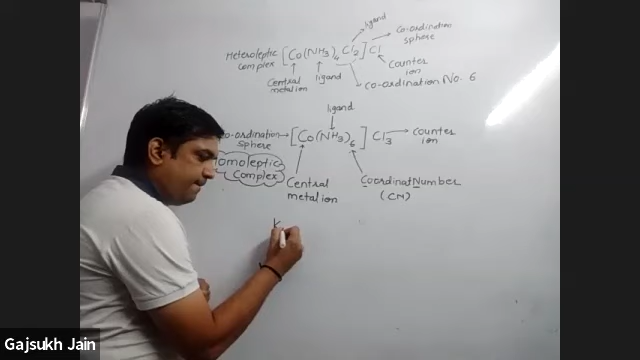 ligand
Co-ordination
sphere
Heteroleptic [Co(NH₃)₄ Cl₂] Cl
Complex
Central
metal ion
ligand
Counter
ion
Co-ordination No. 6
ligand
Co-ordination
sphere
[Co(NH₃)₆] Cl₃
Counter
ion
omoleptic
Complex
Central
metal ion
Coordinat Number
(CN)
K
Gajsukh Jain